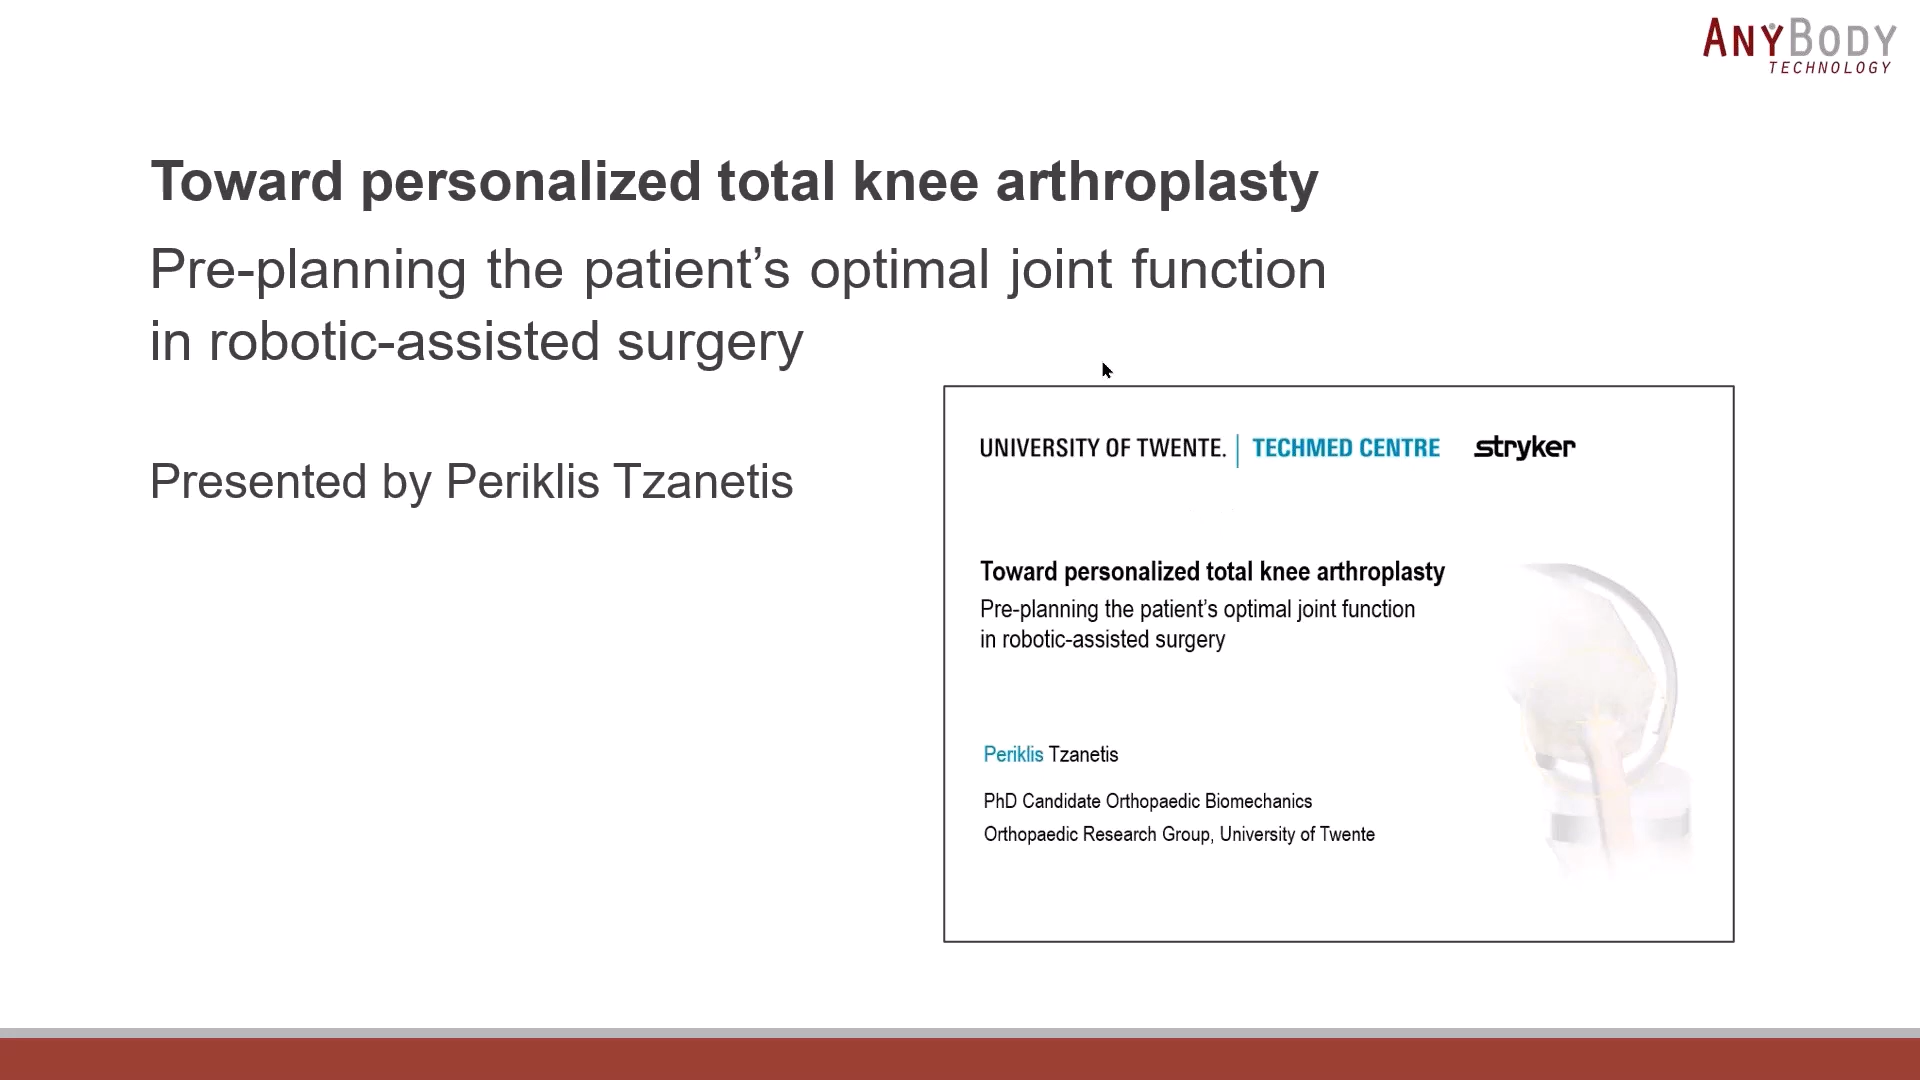 ANYBODY
TECHNOLOGY
Toward personalized total knee arthroplasty
Pre-planning the patient’s optimal joint function
in robotic-assisted surgery
Presented by Periklis Tzanetis
UNIVERSITY OF TWENTE. | TECHMED CENTRE stryker
Toward personalized total knee arthroplasty
Pre-planning the patient’s optimal joint function
in robotic-assisted surgery
Periklis Tzanetis
PhD Candidate Orthopaedic Biomechanics
Orthopaedic Research Group, University of Twente